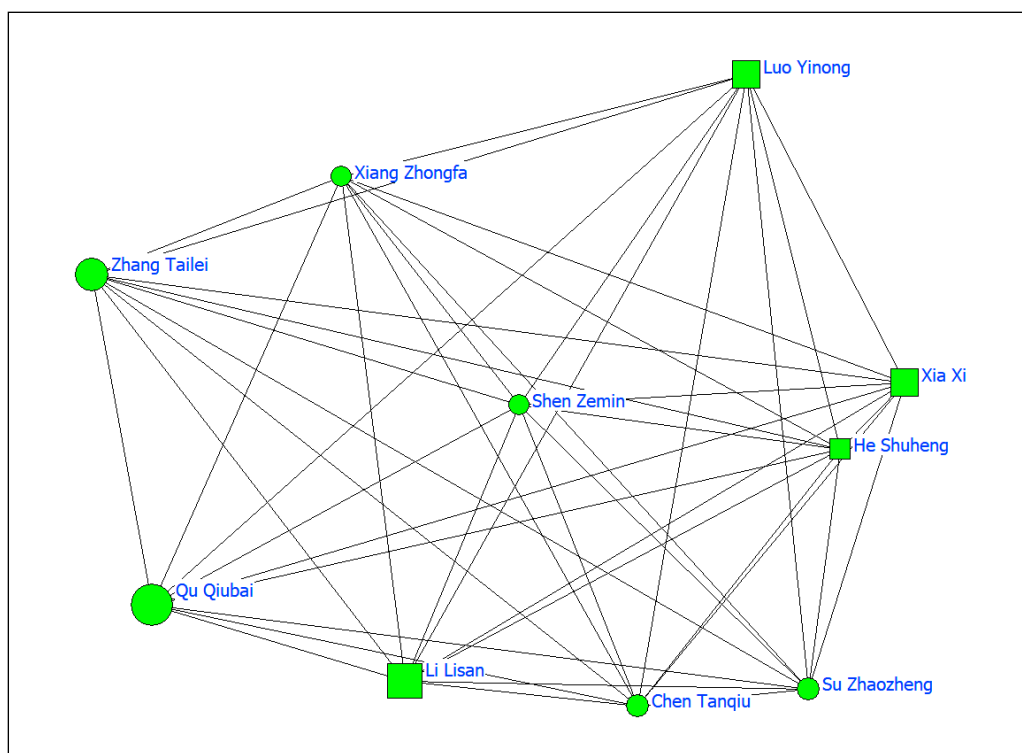 Luo Yinong
Xiang Zhongfa
Zhang Tailei
Xia Xi
Shen Zemin
He Shuheng
Qu Qiubai
Li Lisan
Su Zhaozheng
Chen Tanqiu